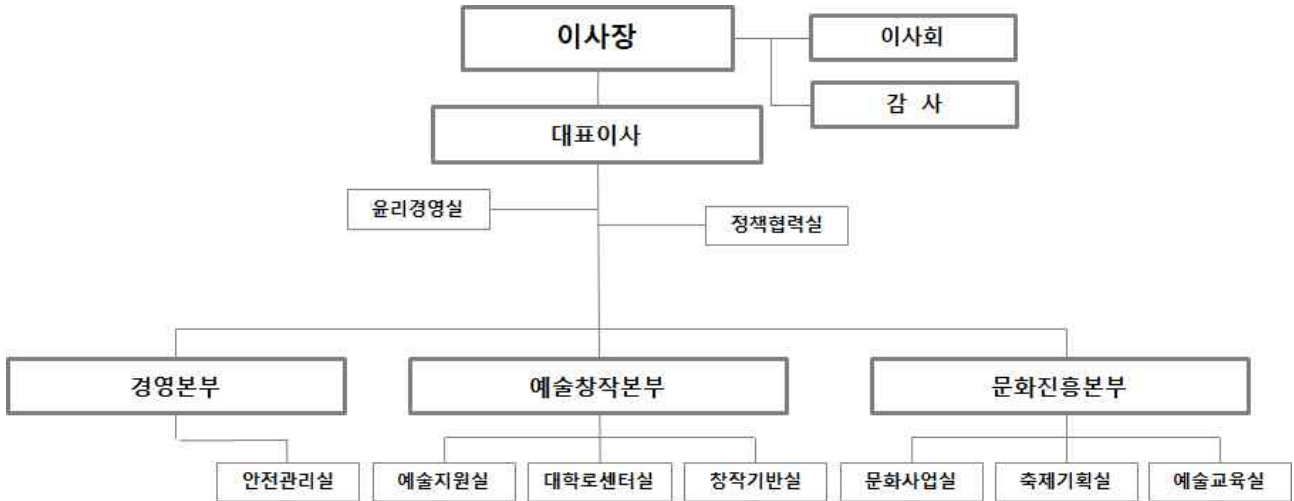 이사장
이사회
감 사
대표이사
윤리경영실
정책협력실
경영본부
예술창작본부
문화진흥본부
안전관리실
예술지원실
대학로센터실
창작기반실
문화사업실
축제기획실
예술교육실